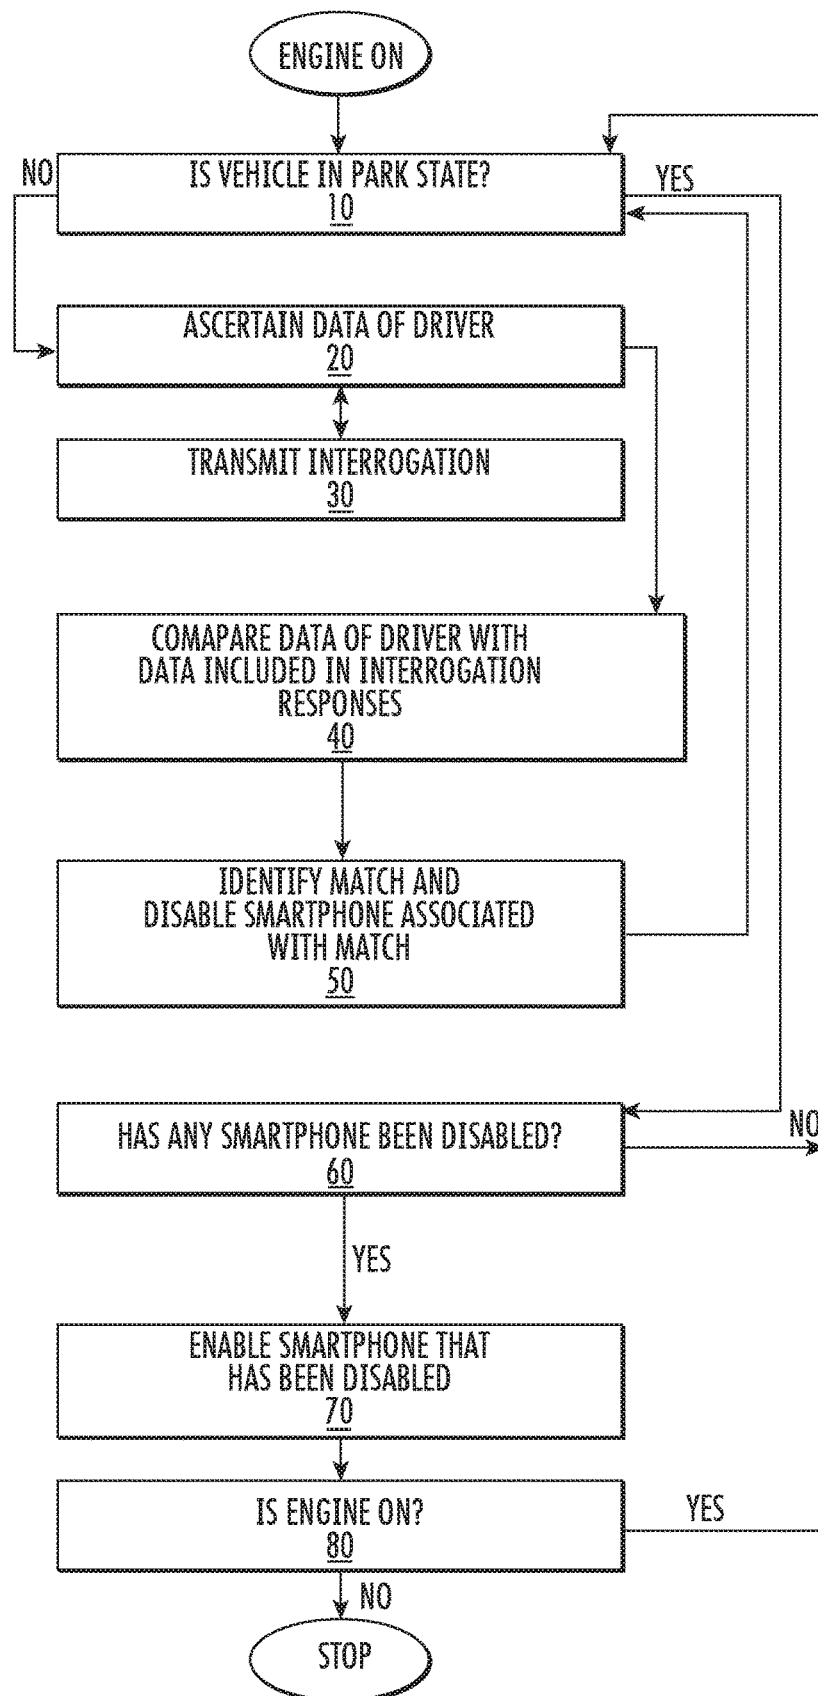 ENGINE ON
NO
IS VEHICLE IN PARK STATE?
10
YES
ASCERTAIN DATA OF DRIVER
20
TRANSMIT INTERROGATION
30
COMAPARE DATA OF DRIVER WITH
DATA INCLUDED IN INTERROGATION
RESPONSES
40
IDENTIFY MATCH AND
DISABLE SMARTPHONE ASSOCIATED
WITH MATCH
50
HAS ANY SMARTPHONE BEEN DISABLED?
60
NO
YES
ENABLE SMARTPHONE THAT
HAS BEEN DISABLED
70
IS ENGINE ON?
80
YES
NO
STOP